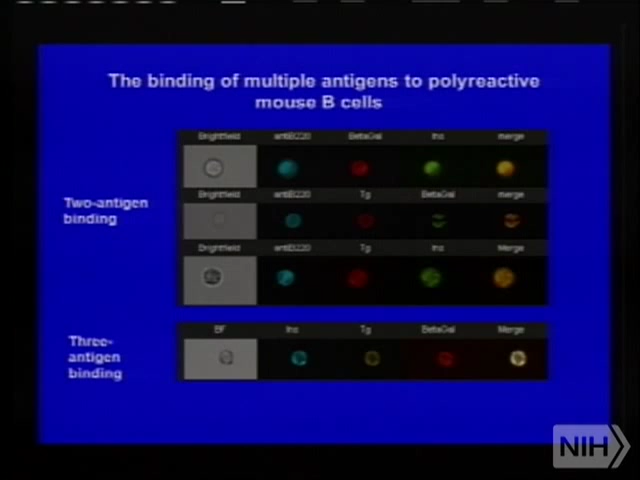 The binding of multiple antigens to polyreactive
mouse B cells
Brightfield antiB220 BetaGal Ins merge
Two-antigen
binding
Brightfield antiB220 Tg BetaGal merge
Brightfield antiB220 Tg Ins Merge
Three-
antigen
binding
BF Ins Tg BetaGal Merge
NIH